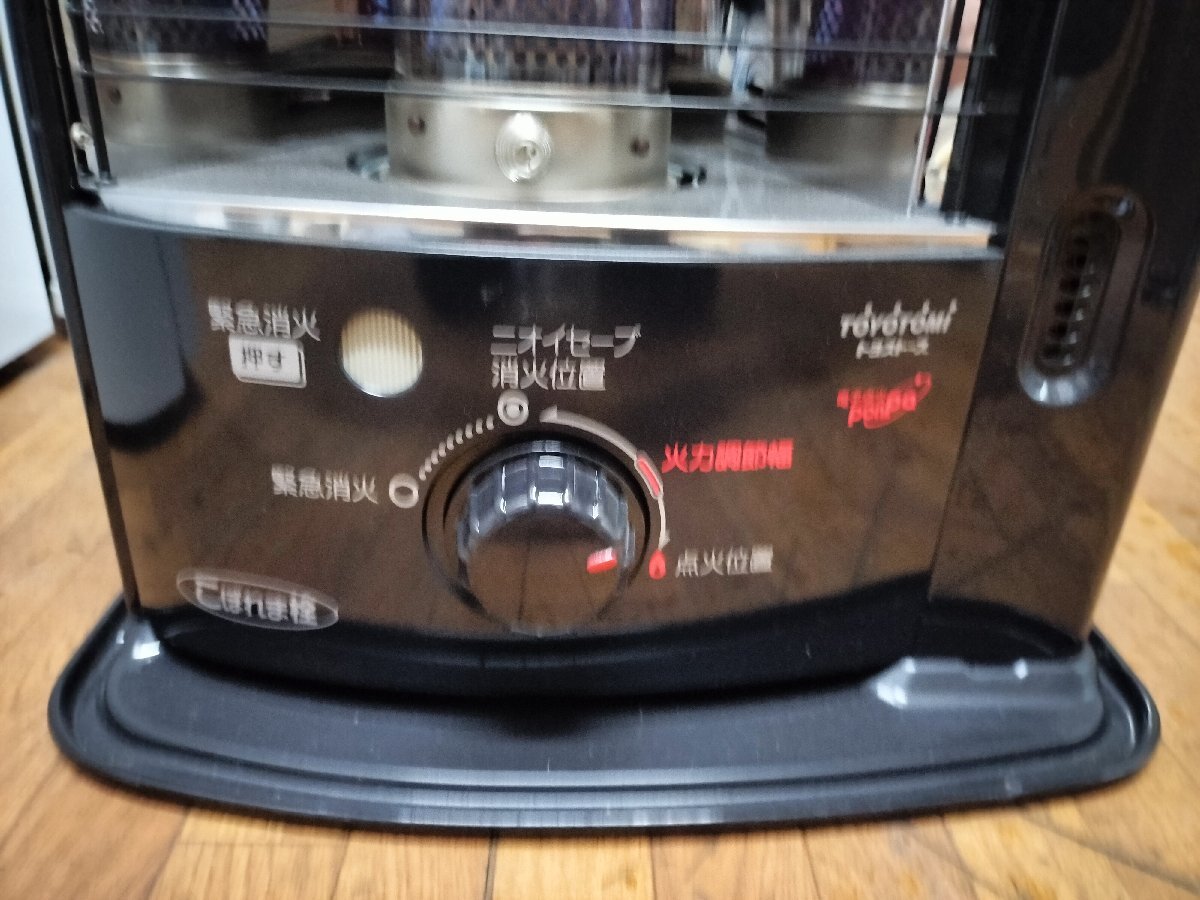 緊急消火
押す
ニオイセーブ
消火位置
TOYOTOMI
トヨストーブ
PoiPa
火力調節幅
緊急消火
点火位置
こぼれま栓